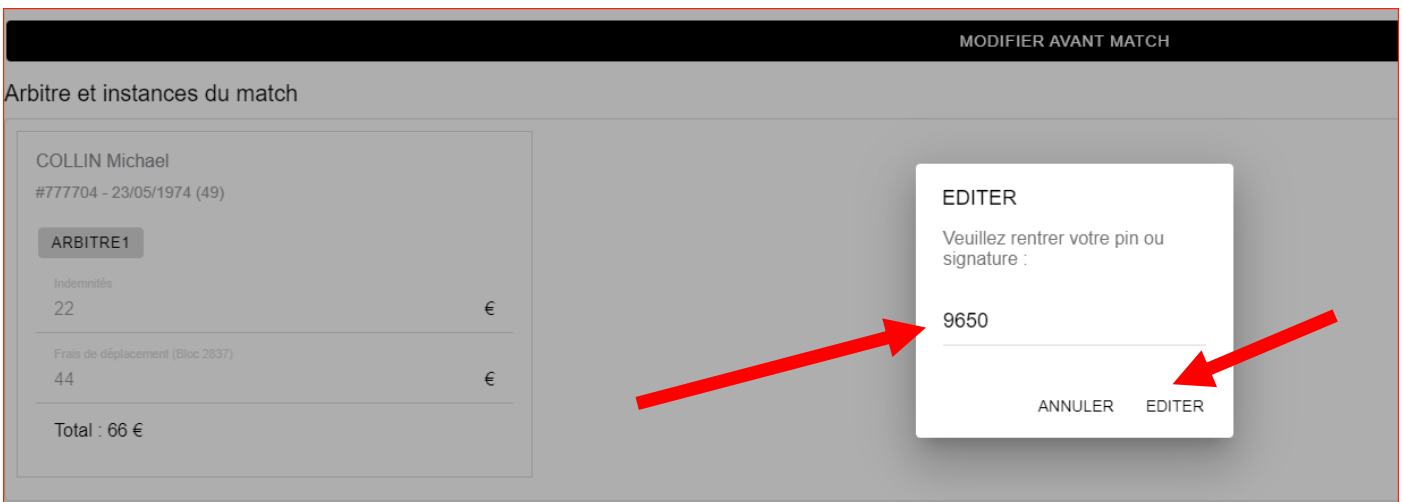 MODIFIER AVANT MATCH
Arbitre et instances du match
COLLIN Michael
#777704 - 23/05/1974 (49)
ARBITRE1
Indemnités
22 €
Frais de déplacement (Bloc 2837)
44 €
Total : 66 €
EDITER
Veuillez rentrer votre pin ou
signature :
9650
ANNULER EDITER